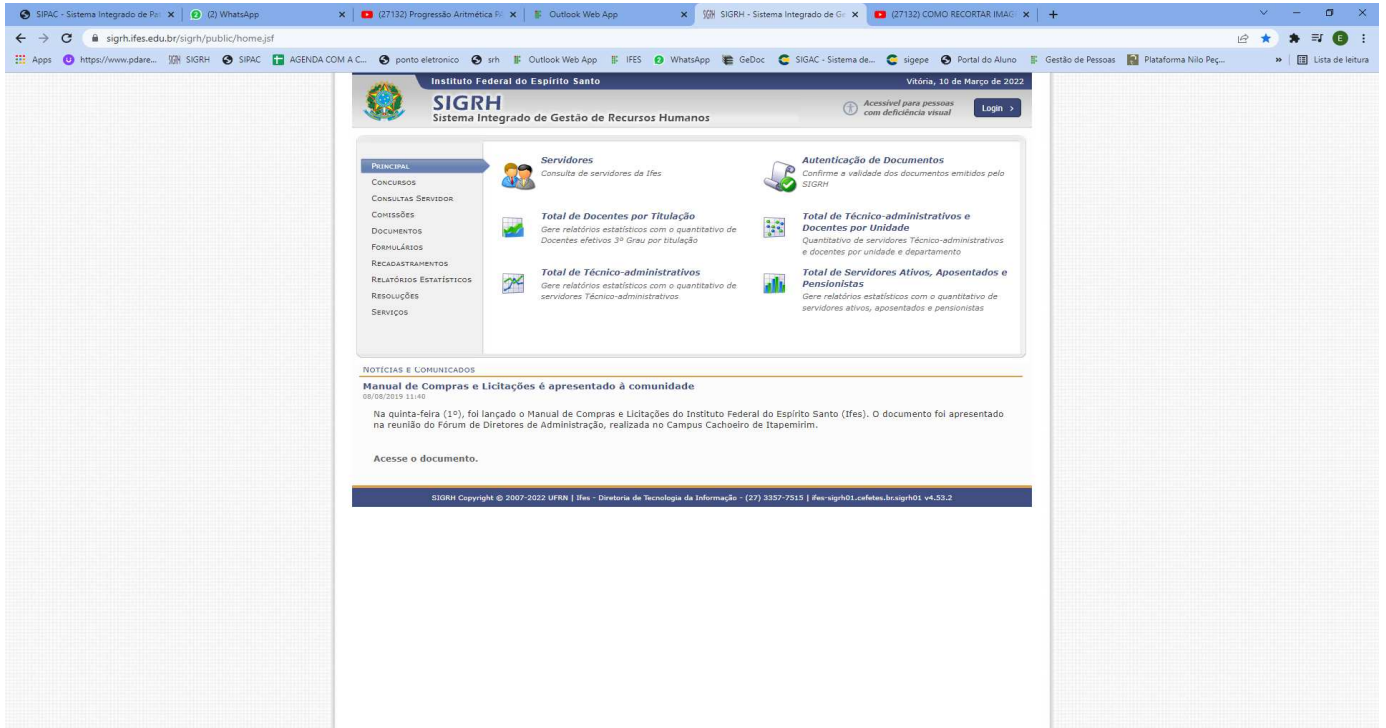 SIPAC - Sistema Integrado de Pa
(2) WhatsApp
(27132) Progressão Aritmética P
Outlook Web App
SIGRH - Sistema Integrado de G
(27132) COMO RECORTAR IMAG
sigrh.ifes.edu.br/sigrh/public/home.jsf
E
Apps
https://www.pdare...
SIGRH
SIPAC
AGENDA COM A C...
ponto eletronico
srh
Outlook Web App
IFES
WhatsApp
GeDoc
SIGAC - Sistema de...
sigepe
Portal do Aluno
Gestão de Pessoas
Plataforma Nilo Peç...
»
Lista de leitura
Instituto Federal do Espírito Santo
Vitória, 10 de Março de 2022
SIGRH
Sistema Integrado de Gestão de Recursos Humanos
Acessível para pessoas
com deficiência visual
Login >
Principal
Concursos
Consultas Servidor
Comissões
Documentos
Formulários
Recadastramentos
Relatórios Estatísticos
Resoluções
Serviços
Servidores
Consulta de servidores da Ifes
Autenticação de Documentos
Confirme a validade dos documentos emitidos pelo
SIGRH
Total de Docentes por Titulação
Gere relatórios estatísticos com o quantitativo de
Docentes efetivos 3º Grau por titulação
Total de Técnico-administrativos e
Docentes por Unidade
Quantitativo de servidores Técnico-administrativos
e docentes por unidade e departamento
Total de Técnico-administrativos
Gere relatórios estatísticos com o quantitativo de
servidores Técnico-administrativos
Total de Servidores Ativos, Aposentados e
Pensionistas
Gere relatórios estatísticos com o quantitativo de
servidores ativos, aposentados e pensionistas
Notícias e Comunicados
Manual de Compras e Licitações é apresentado à comunidade
08/08/2019 11:40
Na quinta-feira (1º), foi lançado o Manual de Compras e Licitações do Instituto Federal do Espírito Santo (Ifes). O documento foi apresentado
na reunião do Fórum de Diretores de Administração, realizada no Campus Cachoeiro de Itapemirim.
Acesse o documento.
SIGRH Copyright © 2007-2022 UFRN | Ifes - Diretoria de Tecnologia da Informação - (27) 3357-7515 | ifes-sigrh01.cefetes.br.sigrh01 v4.53.2